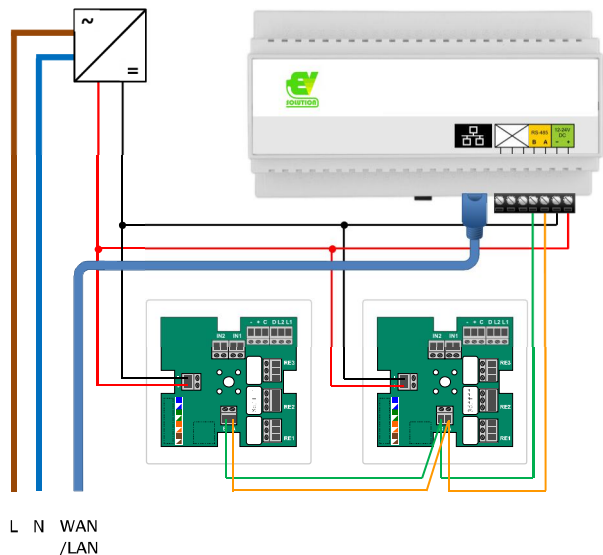 ~
=
EV
SOLUTION
RS-485
12-24V
DC
B A - +
- + C D L2 L1
IN2 IN1
RE3
RE2
RE1
- + C D L2 L1
IN2 IN1
RE3
RE2
RE1
L N WAN
/LAN